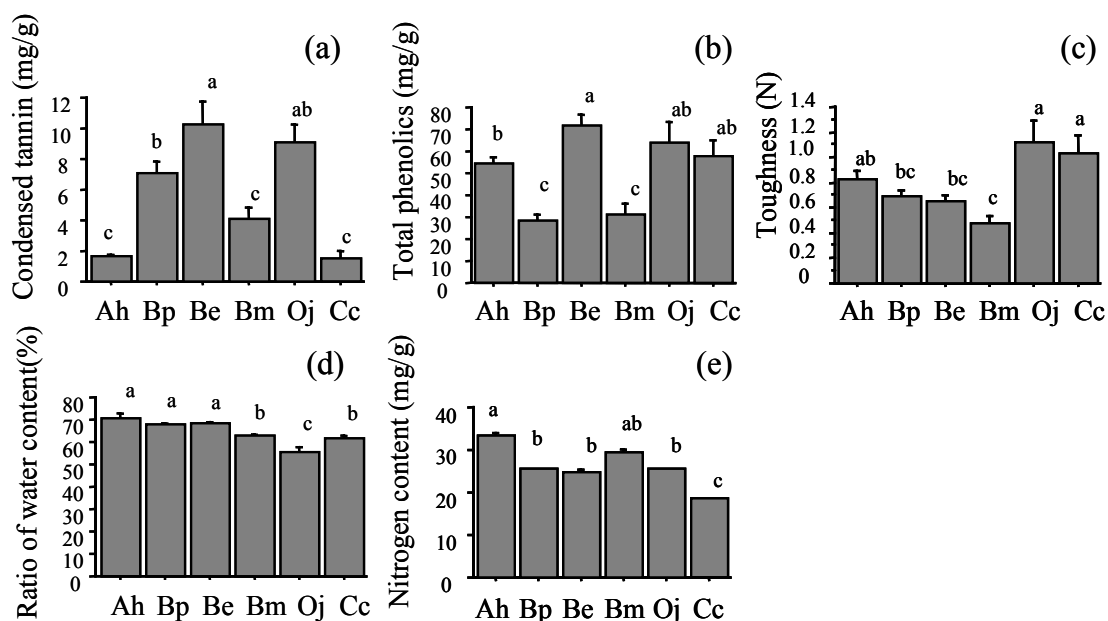 (a)
Condensed tannin (mg/g)
12
10
8
6
4
2
0
c
b
a
c
ab
c
Ah Bp Be Bm Oj Cc
(b)
Total phenolics (mg/g)
80
70
60
50
40
30
20
10
0
b
c
a
c
ab
ab
Ah Bp Be Bm Oj Cc
(c)
Toughness (N)
1.4
1.2
1.0
0.8
0.6
0.4
0.2
0
ab
bc
bc
c
a
a
Ah Bp Be Bm Oj Cc
(d)
Ratio of water content(%)
80
70
60
50
40
30
20
10
0
a
a
a
b
c
b
Ah Bp Be Bm Oj Cc
(e)
Nitrogen content (mg/g)
40
30
20
10
0
a
b
b
ab
b
c
Ah Bp Be Bm Oj Cc